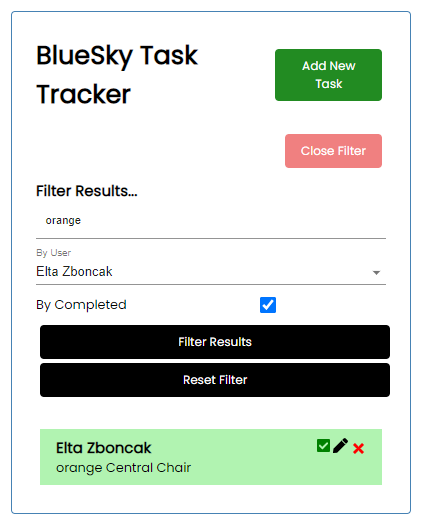 BlueSky Task
Tracker
Add New
Task
Close Filter
Filter Results...
orange
By User
Elta Zboncak
By Completed
Filter Results
Reset Filter
Elta Zboncak
orange Central Chair